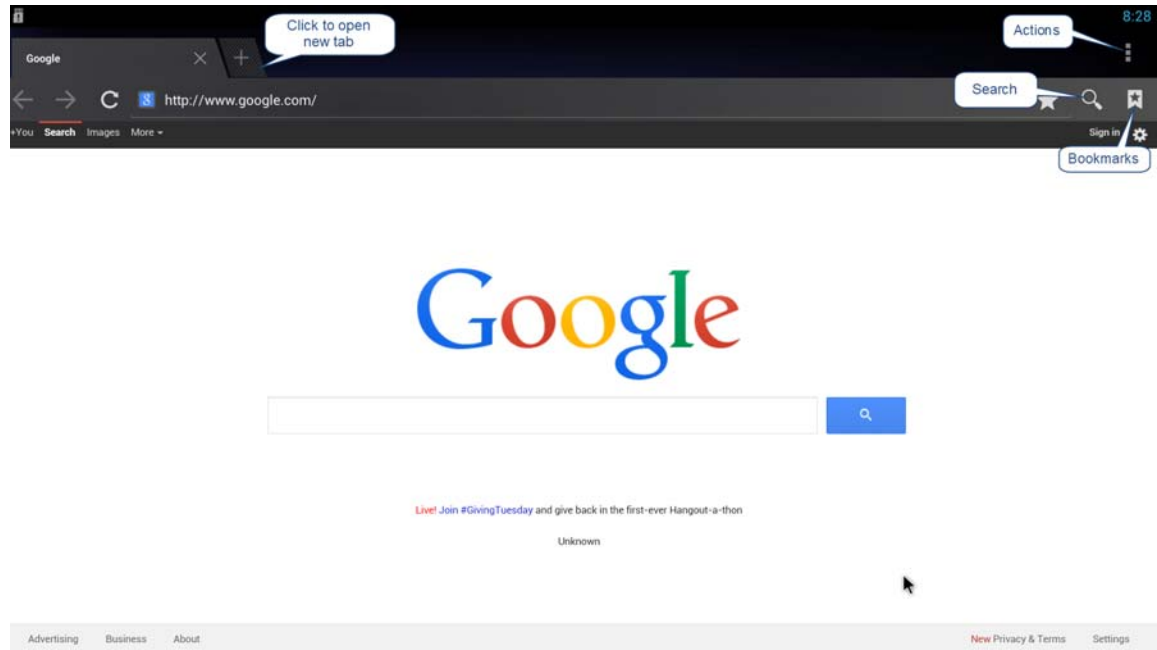 8:28
Click to open
new tab
Actions
Google
Search
http://www.google.com/
+You Search Images More
Sign in
Bookmarks
Google
Live! Join #GivingTuesday and give back in the first-ever Hangout-a-thon
Unknown
Advertising Business About
New Privacy & Terms Settings